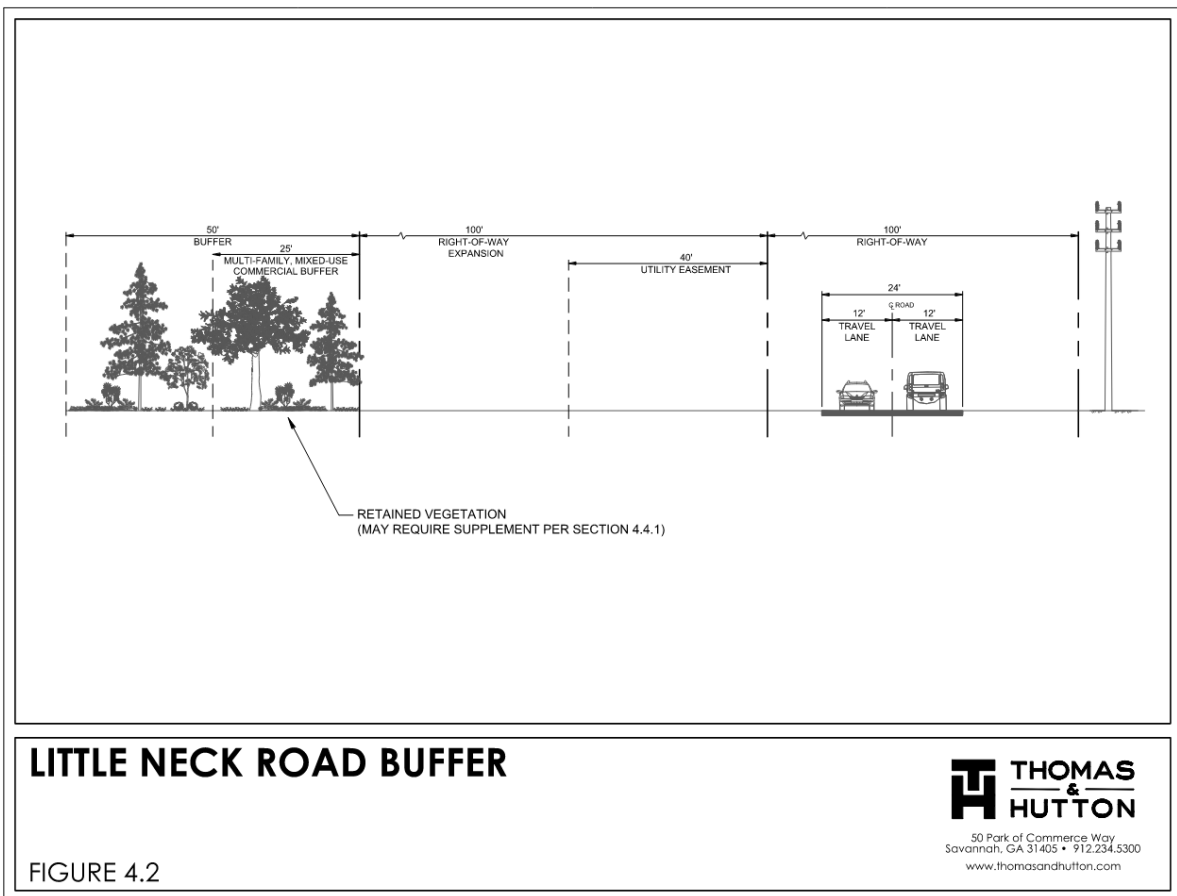 50'
BUFFER
25'
MULTI-FAMILY, MIXED-USE
COMMERCIAL BUFFER
100'
RIGHT-OF-WAY
EXPANSION
40'
UTILITY EASEMENT
100'
RIGHT-OF-WAY
24'
℄ ROAD
12'
TRAVEL
LANE
12'
TRAVEL
LANE
RETAINED VEGETATION
(MAY REQUIRE SUPPLEMENT PER SECTION 4.4.1)
LITTLE NECK ROAD BUFFER
FIGURE 4.2
TH
THOMAS
&
HUTTON
50 Park of Commerce Way
Savannah, GA 31405 • 912.234.5300
www.thomasandhutton.com